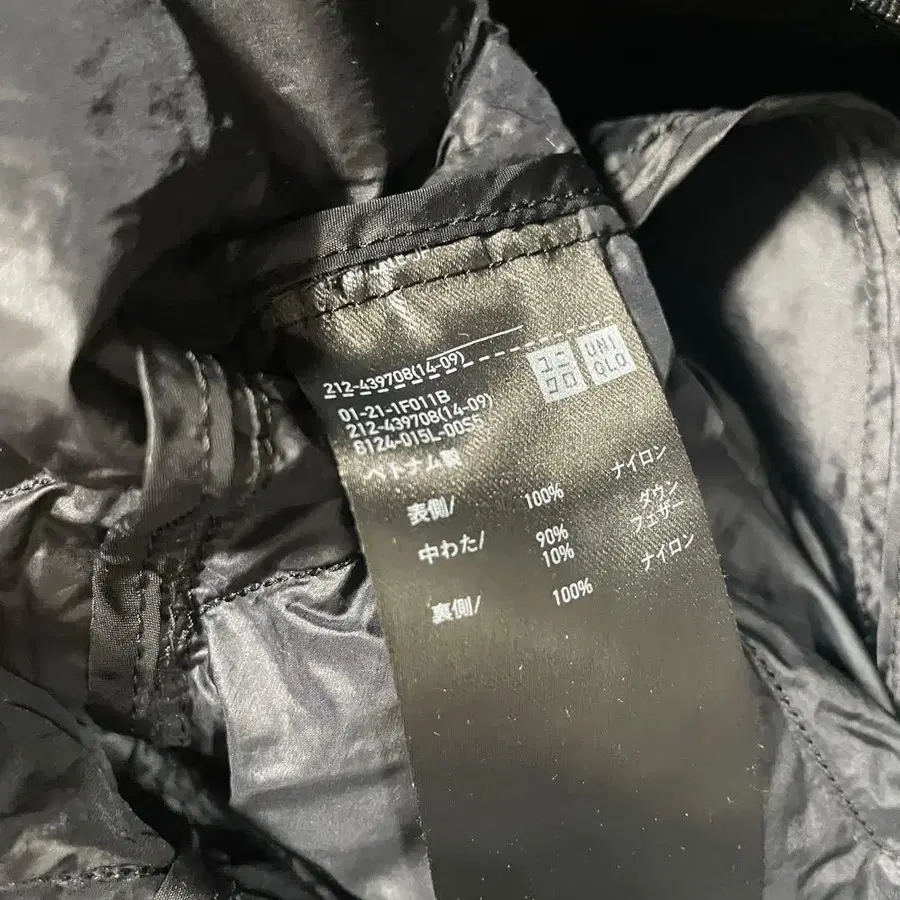 212-439708(14-09)
ユニ
クロ
UNI
QLO
01-21-1F011B
212-439708(14-09)
8124-015L-00S5
ベトナム製
表側/ 100% ナイロン
中わた/ 90% ダウン
10% フェザー
裏側/ 100% ナイロン